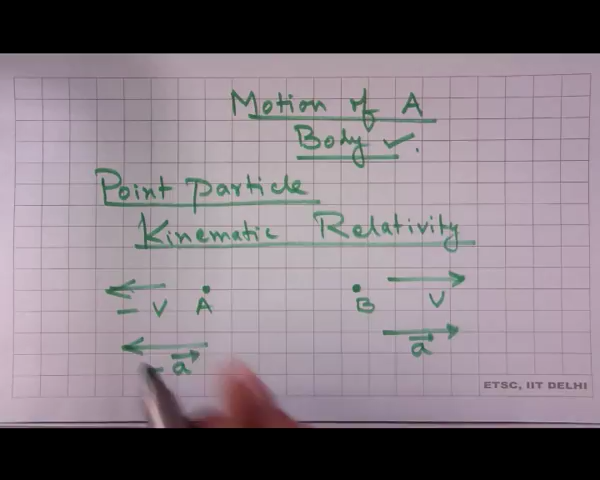 Motion of A
Body ✓.
Point Particle
Kinematic Relativity
- V A B V
- a a
ETSC, IIT DELHI